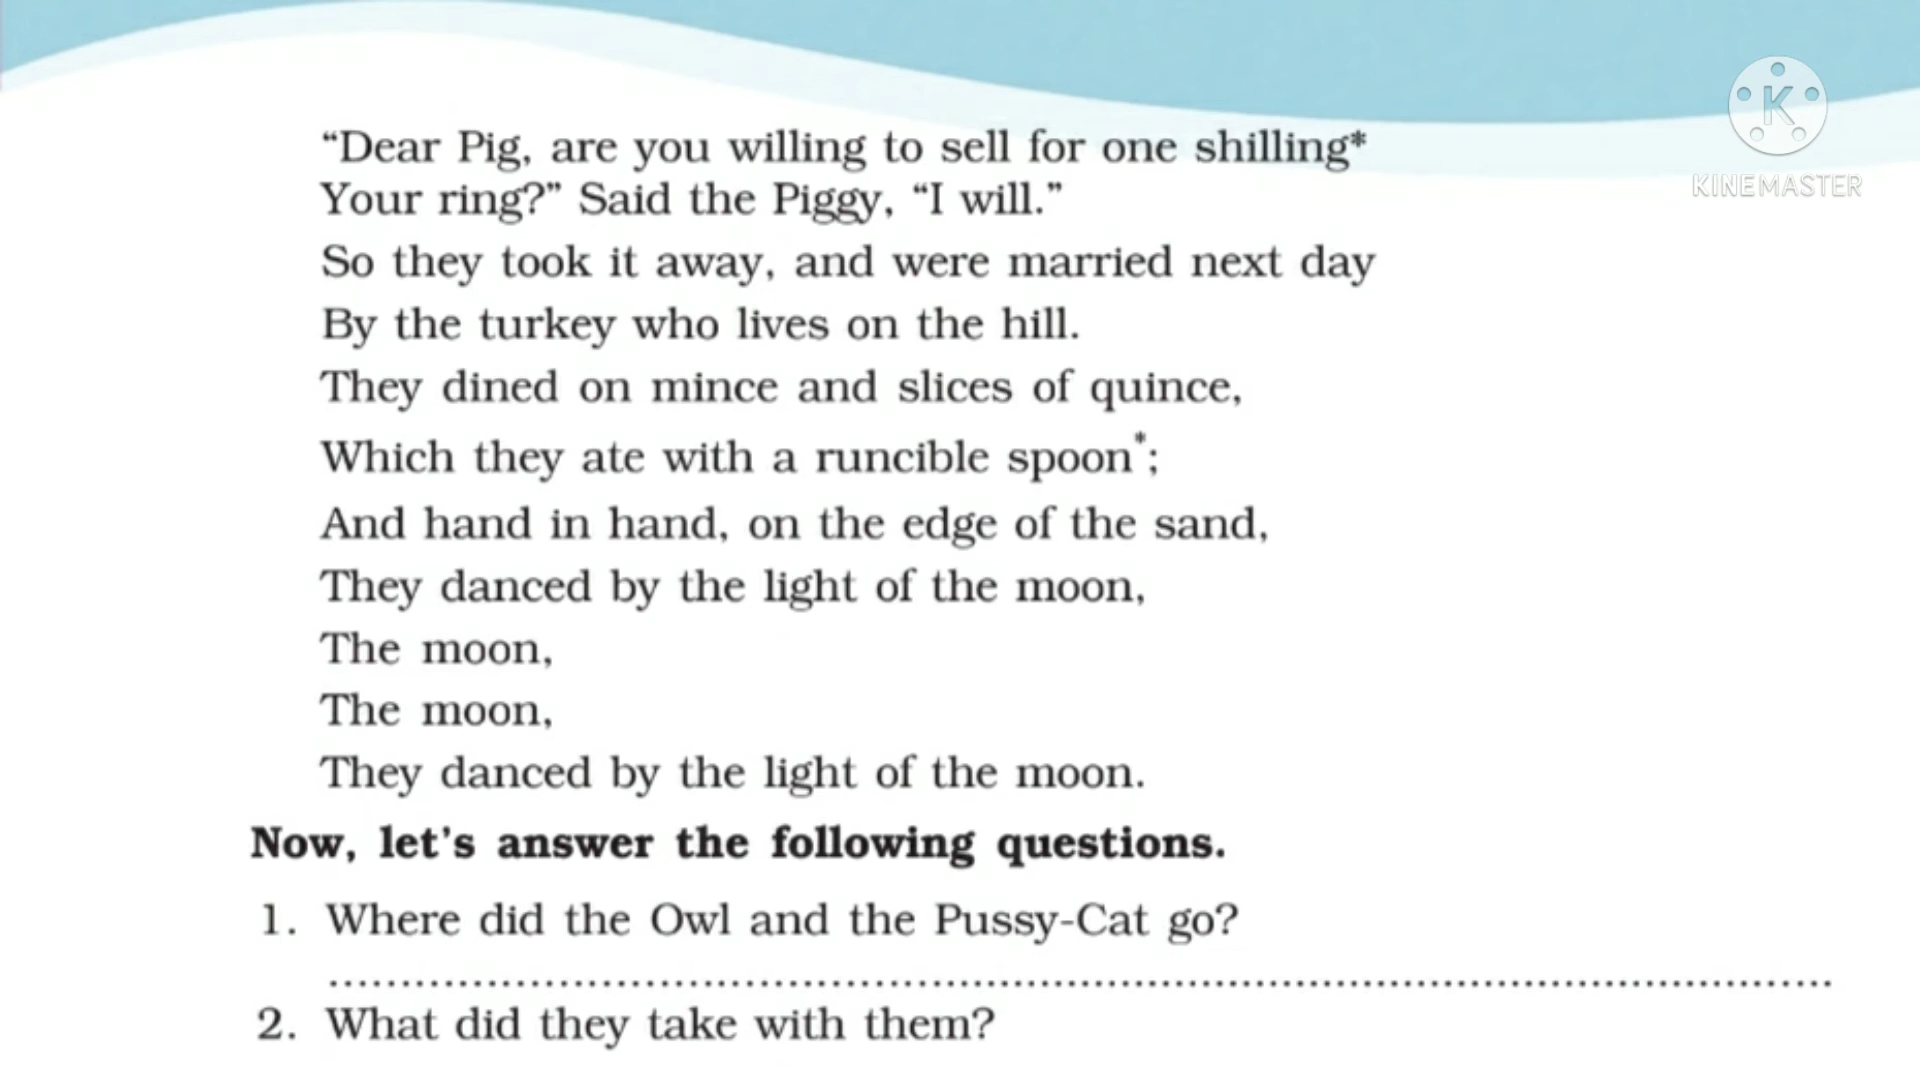 “Dear Pig, are you willing to sell for one shilling*
Your ring?” Said the Piggy, “I will.”
So they took it away, and were married next day
By the turkey who lives on the hill.
They dined on mince and slices of quince,
Which they ate with a runcible spoon*;
And hand in hand, on the edge of the sand,
They danced by the light of the moon,
The moon,
The moon,
They danced by the light of the moon.
Now, let's answer the following questions.
1. Where did the Owl and the Pussy-Cat go?
..........................................................................................................
2. What did they take with them?
K
KINEMASTER